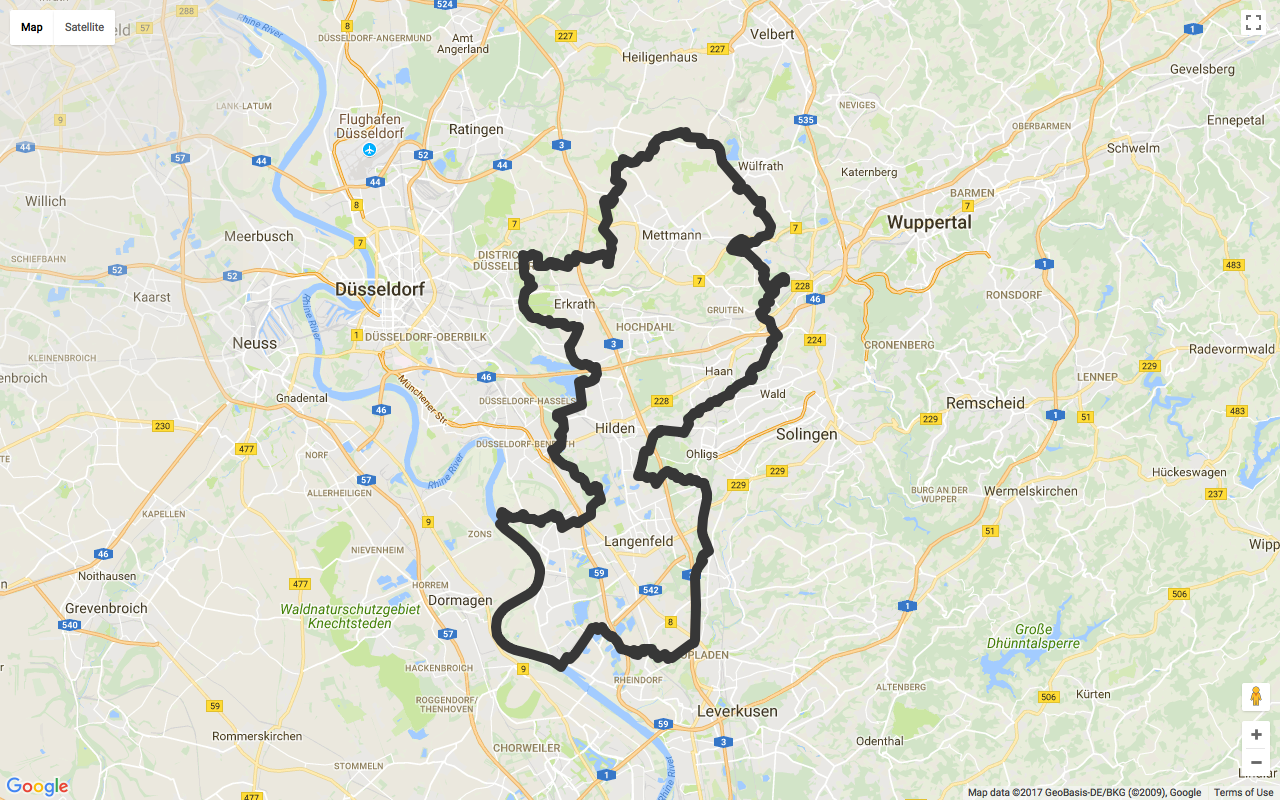 Map
Satellite
288
57
524
Rhine River
8
DÜSSELDORF-ANGERMUND
Amt
Angerland
227
Velbert
227
Heiligenhaus
1
Gevelsberg
LANK-LATUM
9
Flughafen
Düsseldorf
Ratingen
NEVIGES
535
OBERBARMEN
Ennepetal
44
57
44
52
44
3
Wülfrath
Katernberg
Schwelm
44
Willich
8
BARMEN
7
Meerbusch
7
7
Mettmann
7
Wuppertal
SCHIEFBAHN
52
52
DISTRIC
DÜSSELD
1
483
Kaarst
Düsseldorf
7
228
46
RONSDORF
Rhine River
Erkrath
GRUITEN
HOCHDAHL
1
DÜSSELDORF-OBERBILK
Neuss
3
224
CRONENBERG
Radevormwald
KLEINENBROICH
enbroich
46
Münchener Str.
Haan
LENNEP
229
Gnadental
46
DÜSSELDORF-HASSELS
228
Wald
Remscheid
229
1
51
483
230
Hilden
Solingen
477
DÜSSELDORF-BENRATH
NORF
Ohligs
Rhine River
229
229
Hückeswagen
57
ALLERHEILIGEN
BURG AN DER
WUPPER
Wermelskirchen
237
KAPELLEN
9
ZONS
51
Langenfeld
Wipp
46
NIEVENHEIM
Noithausen
59
477
HORREM
542
506
Dormagen
Grevenbroich
Waldnaturschutzgebiet
Knechtsteden
1
540
57
8
Große
Dhünntalsperre
HACKENBROICH
9
OPLADEN
RHEINDORF
ALTENBERG
506
Kürten
ROGGENDORF/
THENHOVEN
59
Leverkusen
59
Rommerskirchen
3
Odenthal
CHORWEILER
STOMMELN
1
Rhine River
477
Lindlar
Google
Map data ©2017 GeoBasis-DE/BKG (©2009), Google
Terms of Use